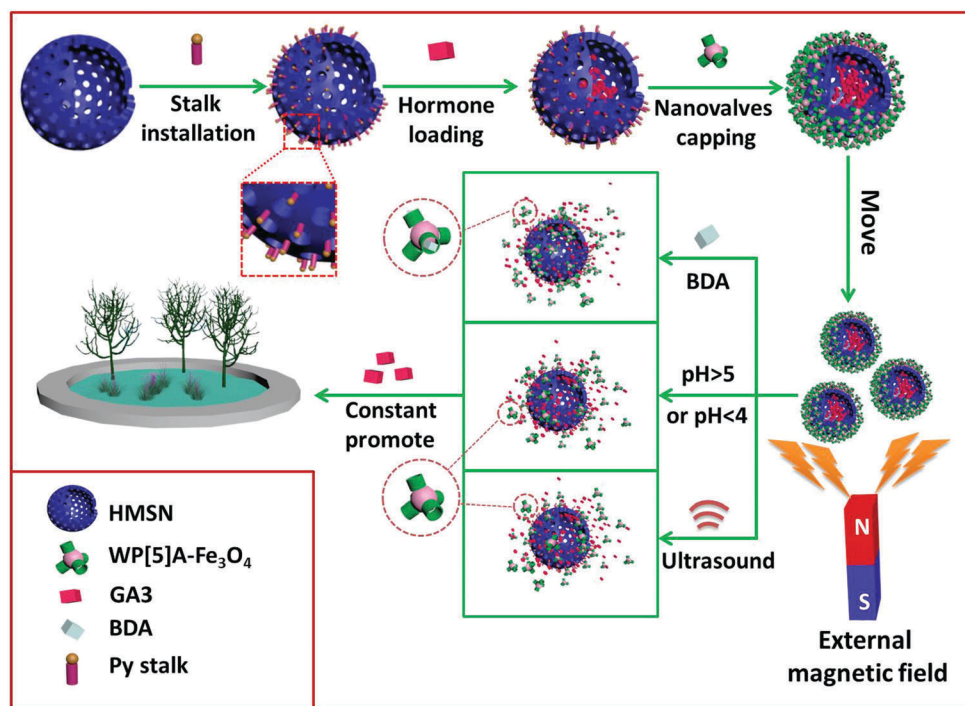 Stalk
installation
Hormone
loading
Nanovalves
capping
Move
BDA
pH>5
or pH<4
Ultrasound
Constant
promote
N
S
External
magnetic field
HMSN
WP[5]A-Fe₃O₄
GA3
BDA
Py stalk